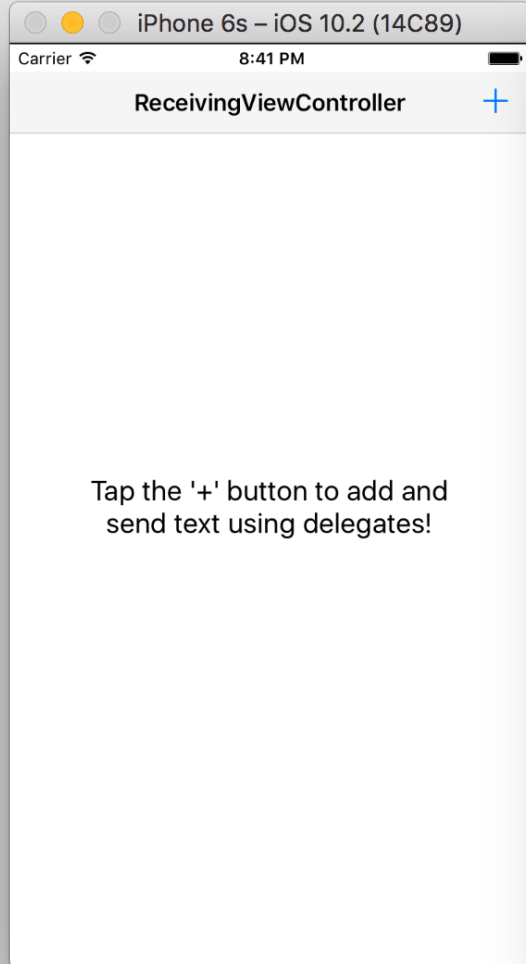 iPhone 6s – iOS 10.2 (14C89)
Carrier 8:41 PM
ReceivingViewController +
Tap the '+' button to add and
send text using delegates!